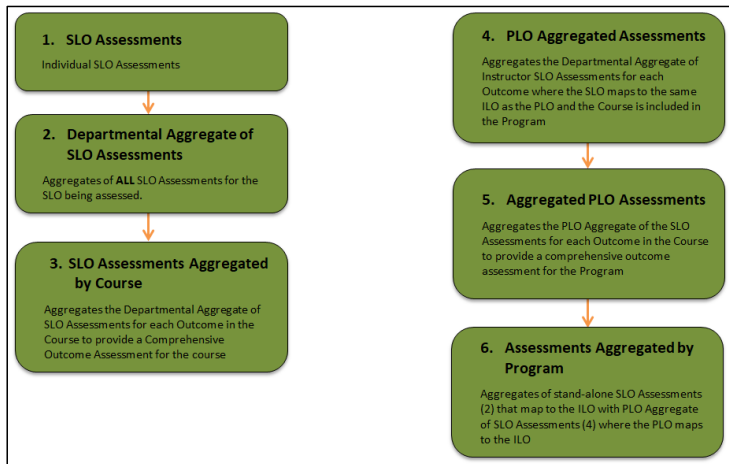 1. SLO Assessments
Individual SLO Assessments
2. Departmental Aggregate of
SLO Assessments
Aggregates of ALL SLO Assessments for the
SLO being assessed.
3. SLO Assessments Aggregated
by Course
Aggregates the Departmental Aggregate of
SLO Assessments for each Outcome in the
Course to provide a Comprehensive
Outcome Assessment for the course
4. PLO Aggregated Assessments
Aggregates the Departmental Aggregate of
Instructor SLO Assessments for each
Outcome where the SLO maps to the same
ILO as the PLO and the Course is included in
the Program
5. Aggregated PLO Assessments
Aggregates the PLO Aggregate of the SLO
Assessments for each Outcome in the Course
to provide a comprehensive outcome
assessment for the Program
6. Assessments Aggregated by
Program
Aggregates of stand-alone SLO Assessments
(2) that map to the ILO with PLO Aggregate
of SLO Assessments (4) where the PLO maps
to the ILO